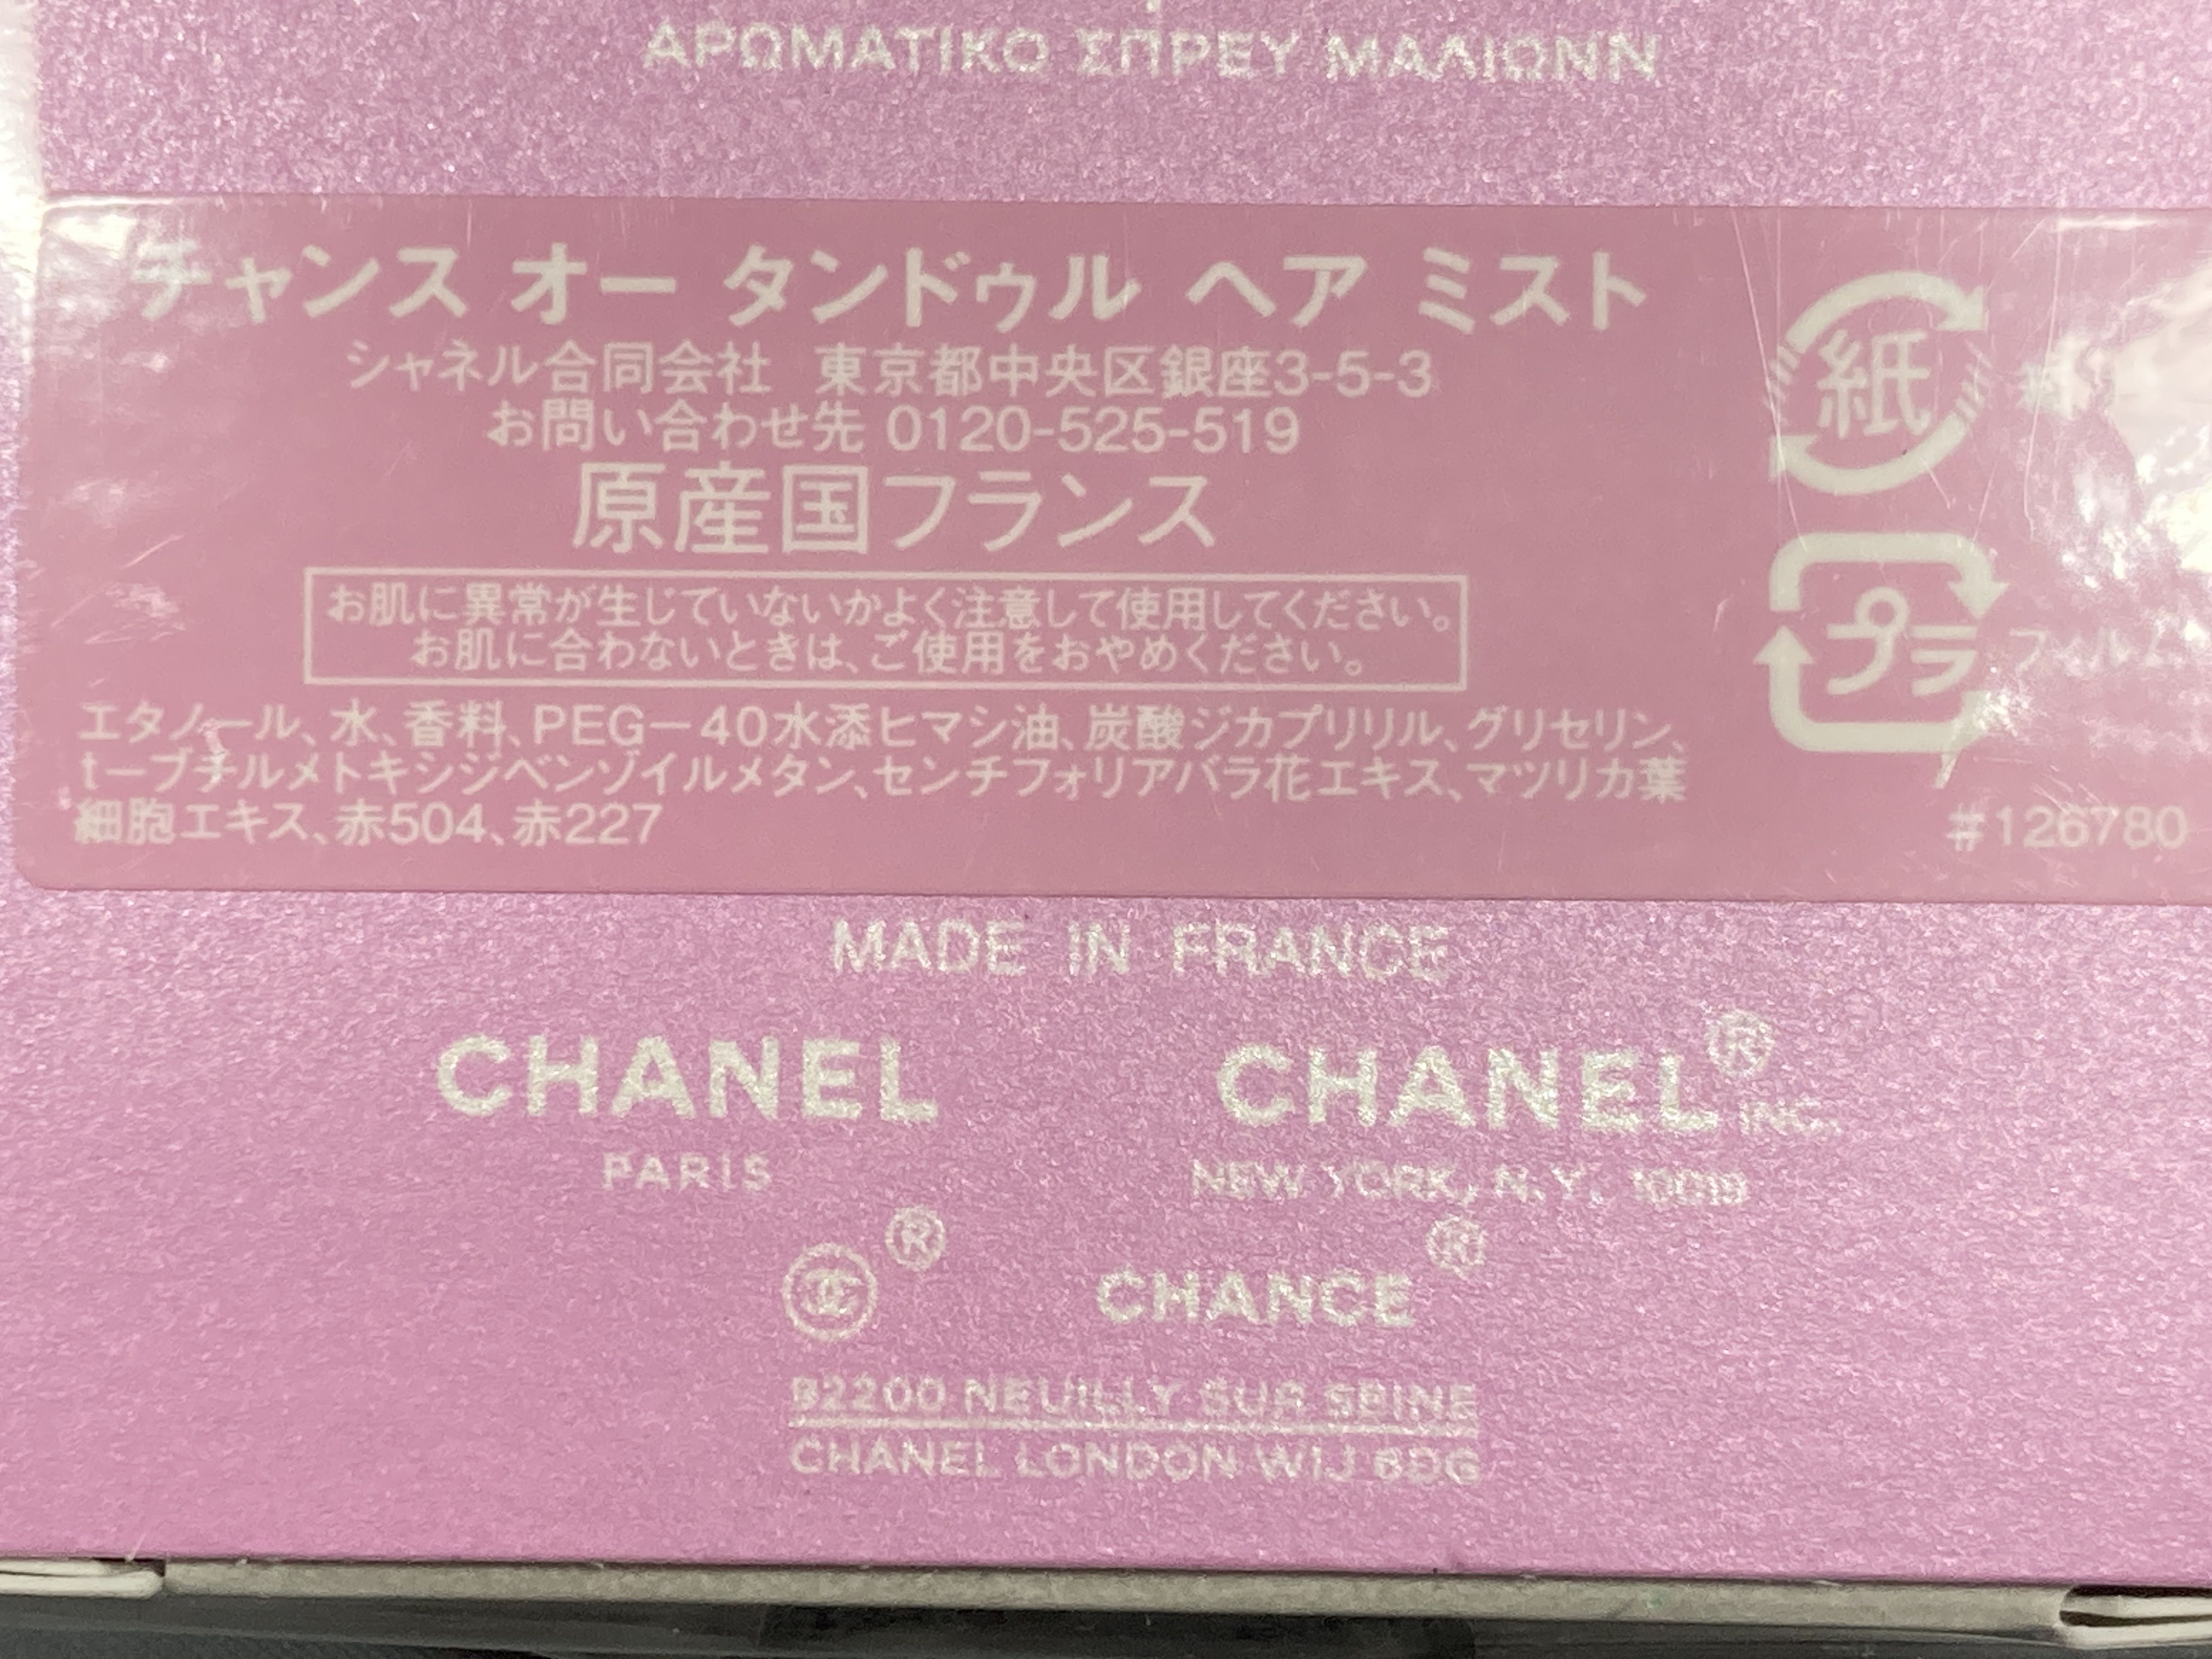 ΑΡΩΜΑΤΙΚΟ ΣΠΡΕΥ ΜΑΛΙΩΝΝ
チャンス オー タンドゥル ヘア ミスト
シャネル合同会社 東京都中央区銀座3-5-3
お問い合わせ先 0120-525-519
原産国フランス
お肌に異常が生じていないかよく注意して使用してください。
お肌に合わないときは、ご使用をおやめください。
エタノール、水、香料、PEG－40水添ヒマシ油、炭酸ジカプリリル、グリセリン、
t－ブチルメトキシジベンゾイルメタン、センチフォリアバラ花エキス、マツリカ葉
細胞エキス、赤504、赤227
紙
プラ フィルム
#126780
MADE IN FRANCE
CHANEL
PARIS
CHANEL® INC.
NEW YORK, N.Y. 10019
®
CHANCE®
92200 NEUILLY SUR SEINE
CHANEL LONDON W1J 6DG